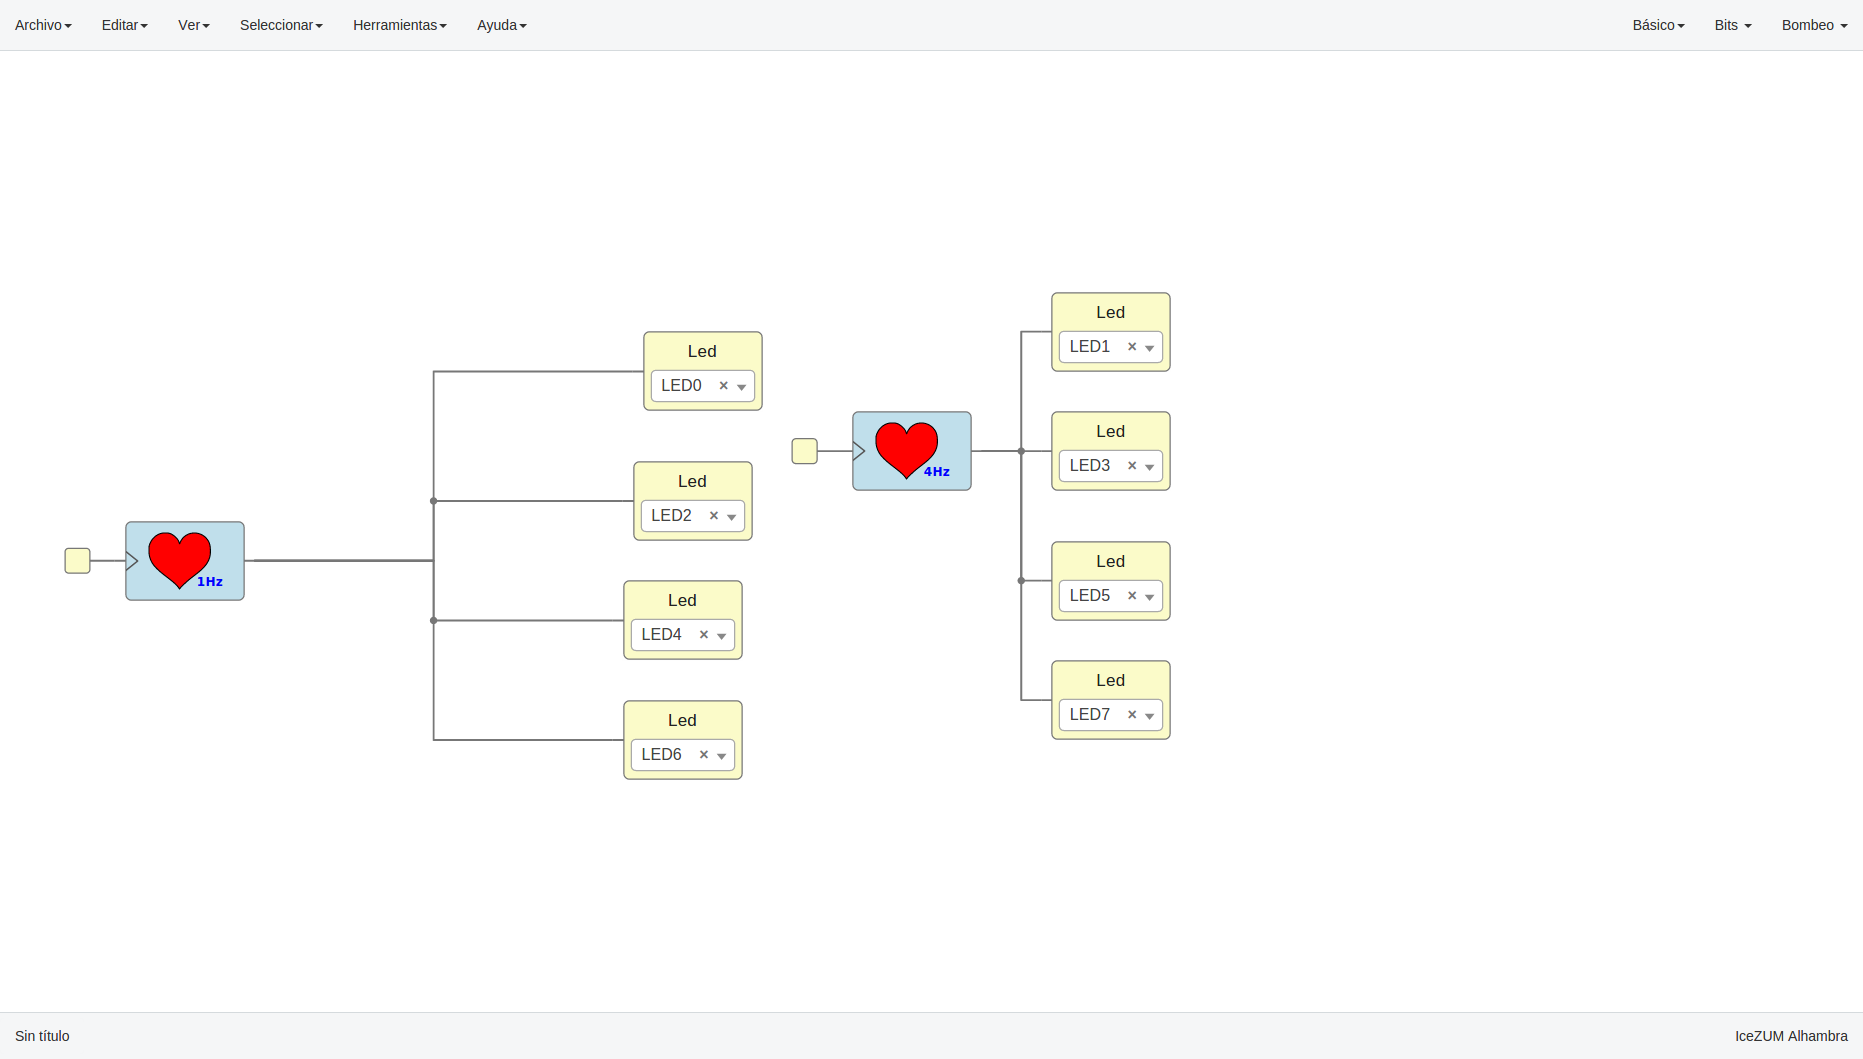 Archivo Editar Ver Seleccionar Herramientas Ayuda Básico Bits Bombeo
Led
LED0 ×
Led
LED2 ×
1Hz
Led
LED4 ×
Led
LED6 ×
Led
LED1 ×
4Hz
Led
LED3 ×
Led
LED5 ×
Led
LED7 ×
Sin título IceZUM Alhambra